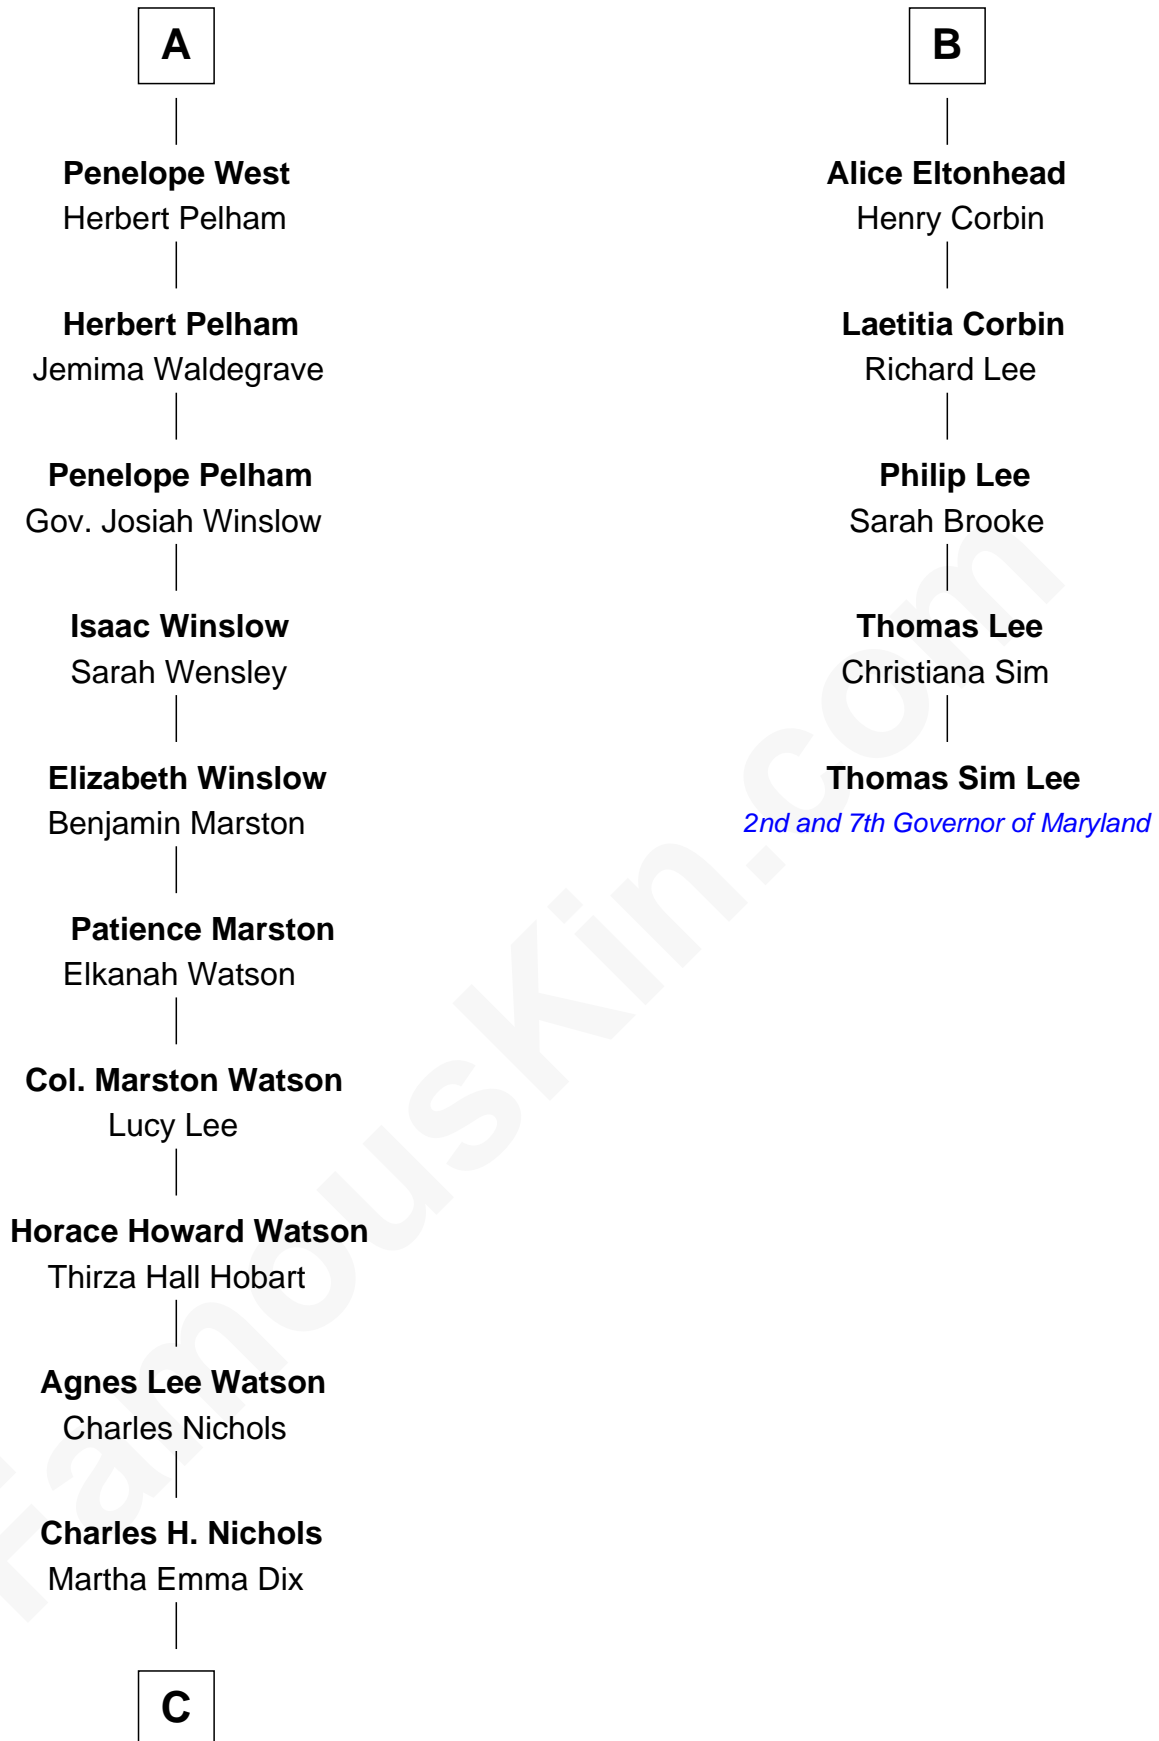 A
Penelope West
Herbert Pelham
Herbert Pelham
Jemima Waldegrave
Penelope Pelham
Gov. Josiah Winslow
Isaac Winslow
Sarah Wensley
Elizabeth Winslow
Benjamin Marston
Patience Marston
Elkanah Watson
Col. Marston Watson
Lucy Lee
Horace Howard Watson
Thirza Hall Hobart
Agnes Lee Watson
Charles Nichols
Charles H. Nichols
Martha Emma Dix
C
B
Alice Eltonhead
Henry Corbin
Laetitia Corbin
Richard Lee
Philip Lee
Sarah Brooke
Thomas Lee
Christiana Sim
Thomas Sim Lee
2nd and 7th Governor of Maryland
FamousKin.com